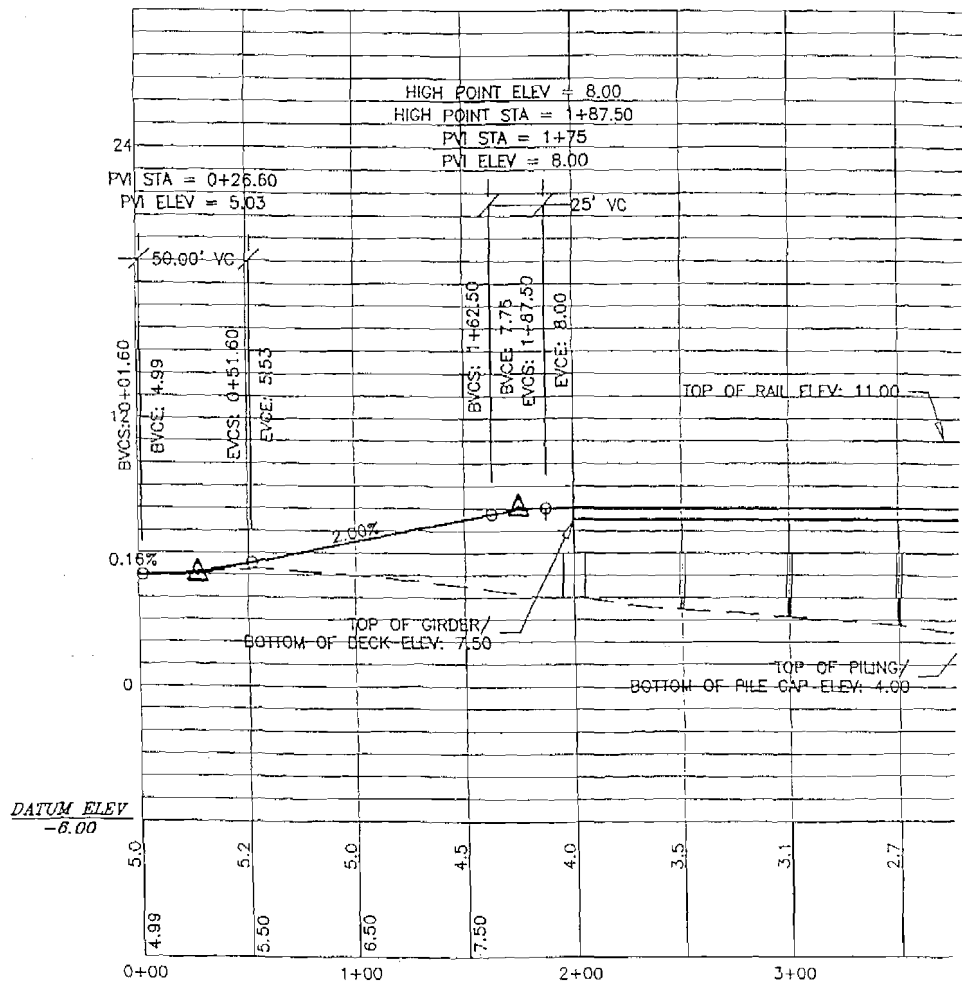 HIGH POINT ELEV = 8.00
HIGH POINT STA = 1+87.50
PVI STA = 1+75
PVI ELEV = 8.00
24
PVI STA = 0+26.60
PVI ELEV = 5.03
25' VC
50.00' VC
BVCS: 0+01.60
BVCE: 4.99
EVCS: 0+51.60
EVCE: 5.53
BVCS: 1+62.50
BVCE: 7.75
EVCS: 1+87.50
EVCE: 8.00
TOP OF RAIL ELEV: 11.00
2.00%
0.16%
TOP OF GIRDER/
BOTTOM OF DECK ELEV: 7.50
TOP OF PILING/
BOTTOM OF PILE CAP ELEV: 4.00
0
DATUM ELEV
-6.00
5.0
5.2
5.0
4.5
4.0
3.5
3.1
2.7
4.99
5.50
6.50
7.50
0+00
1+00
2+00
3+00